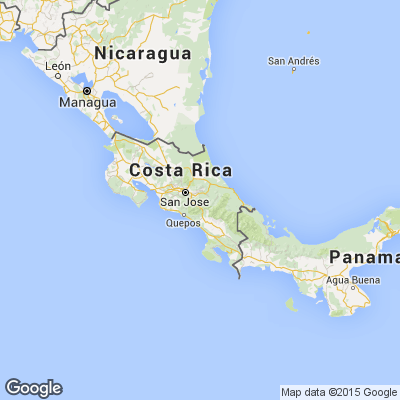 Nicaragua
León
San Andrés
Managua
Costa Rica
San Jose
Quepos
Panama
Agua Buena
Google
Map data ©2015 Google